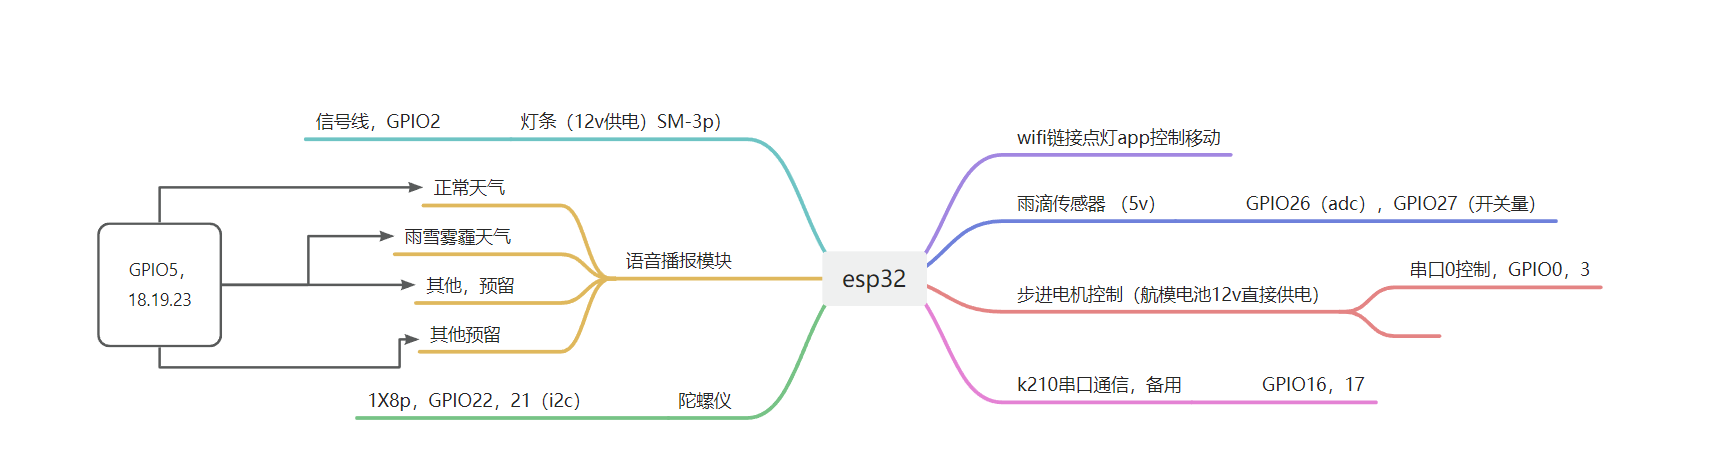 信号线，GPIO2
灯条（12v供电）SM-3p）
正常天气
雨雪雾霾天气
其他，预留
其他预留
GPIO5，
18.19.23
语音播报模块
1X8p，GPIO22，21（i2c）
陀螺仪
esp32
wifi链接点灯app控制移动
雨滴传感器 （5v）
GPIO26（adc），GPIO27（开关量）
步进电机控制（航模电池12v直接供电）
串口0控制，GPIO0，3
k210串口通信，备用
GPIO16，17